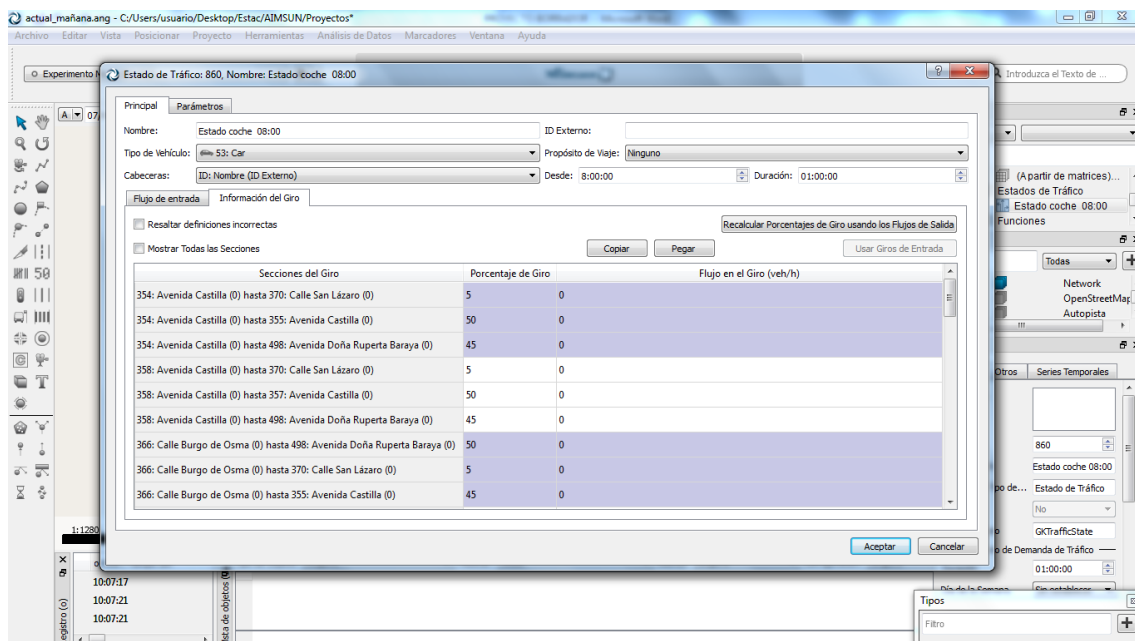 actual_mañana.ang - C:/Users/usuario/Desktop/Estac/AIMSUN/Proyectos*
Archivo Editar Vista Posicionar Proyecto Herramientas Análisis de Datos Marcadores Ventana Ayuda
Experimento
Introduzca el Texto de ...
Estado de Tráfico: 860, Nombre: Estado coche 08:00
Principal Parámetros
Nombre: Estado coche 08:00 ID Externo:
Tipo de Vehículo: 53: Car Propósito de Viaje: Ninguno
Cabeceras: ID: Nombre (ID Externo) Desde: 8:00:00 Duración: 01:00:00
Flujo de entrada Información del Giro
Resaltar definiciones incorrectas Recalcular Porcentajes de Giro usando los Flujos de Salida
Mostrar Todas las Secciones Copiar Pegar Usar Giros de Entrada
Secciones del Giro Porcentaje de Giro Flujo en el Giro (veh/h)
354: Avenida Castilla (0) hasta 370: Calle San Lázaro (0) 5 0
354: Avenida Castilla (0) hasta 355: Avenida Castilla (0) 50 0
354: Avenida Castilla (0) hasta 498: Avenida Doña Ruperta Baraya (0) 45 0
358: Avenida Castilla (0) hasta 370: Calle San Lázaro (0) 5 0
358: Avenida Castilla (0) hasta 357: Avenida Castilla (0) 50 0
358: Avenida Castilla (0) hasta 498: Avenida Doña Ruperta Baraya (0) 45 0
366: Calle Burgo de Osma (0) hasta 498: Avenida Doña Ruperta Baraya (0) 50 0
366: Calle Burgo de Osma (0) hasta 370: Calle San Lázaro (0) 5 0
366: Calle Burgo de Osma (0) hasta 355: Avenida Castilla (0) 45 0
Aceptar Cancelar
A 07
50
T
1:1280
(A partir de matrices)...
Estados de Tráfico
Estado coche 08:00
Funciones
Todas
Network
OpenStreetMap
Autopista
Otros Series Temporales
860
Estado coche 08:00
po de... Estado de Tráfico
No
GKTrafficState
o de Demanda de Tráfico
01:00:00
Día de la Semana Sin establecer
10:07:17
10:07:21
10:07:21
egistro (o)
sta de objetos
Tipos
Filtro